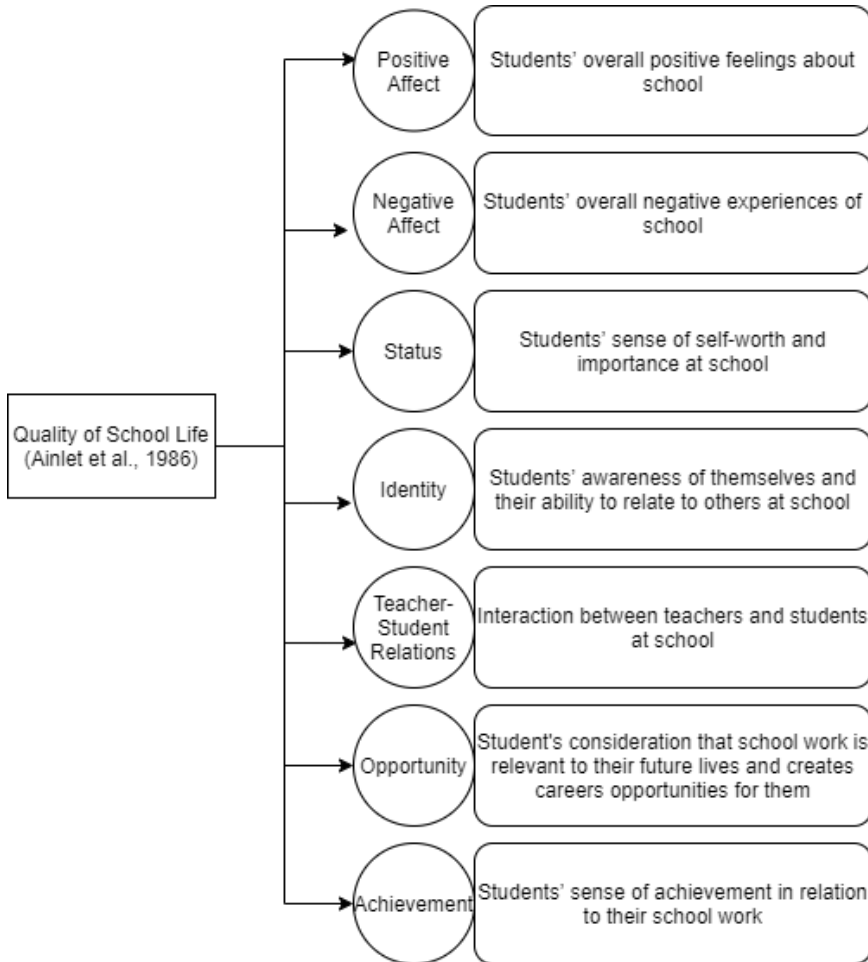 Positive
Affect
Students’ overall positive feelings about
school
Negative
Affect
Students’ overall negative experiences of
school
Status
Students’ sense of self-worth and
importance at school
Quality of School Life
(Ainlet et al., 1986)
Identity
Students’ awareness of themselves and
their ability to relate to others at school
Teacher-
Student
Relations
Interaction between teachers and students
at school
Opportunity
Student's consideration that school work is
relevant to their future lives and creates
careers opportunities for them
Achievement
Students’ sense of achievement in relation
to their school work